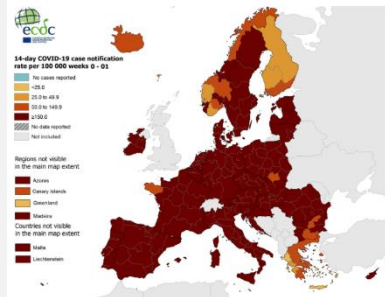 ecdc
14-day COVID-19 case notification
rate per 100 000 weeks 0 - 01
No cases reported
<25.0
25.0 to 49.9
50.0 to 149.9
≥150.0
No data reported
Not included
Regions not visible
in the main map extent
Azores
Canary Islands
Greenland
Madeira
Countries not visible
in the main map extent
Malta
Liechtenstein